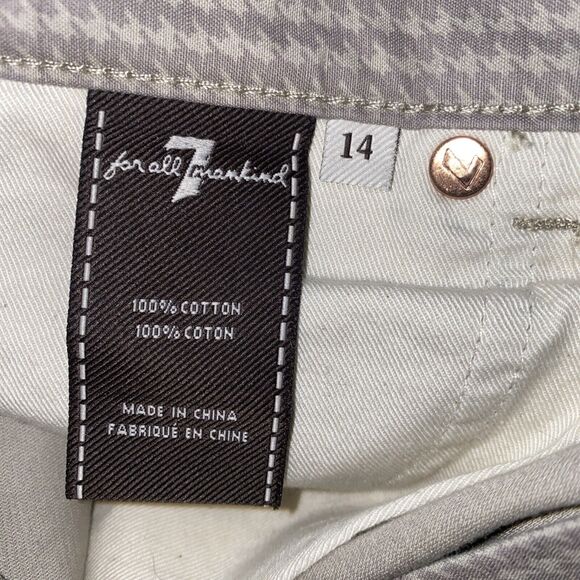 for all 7 mankind
14
100% COTTON
100% COTON
MADE IN CHINA
FABRIQUÉ EN CHINE